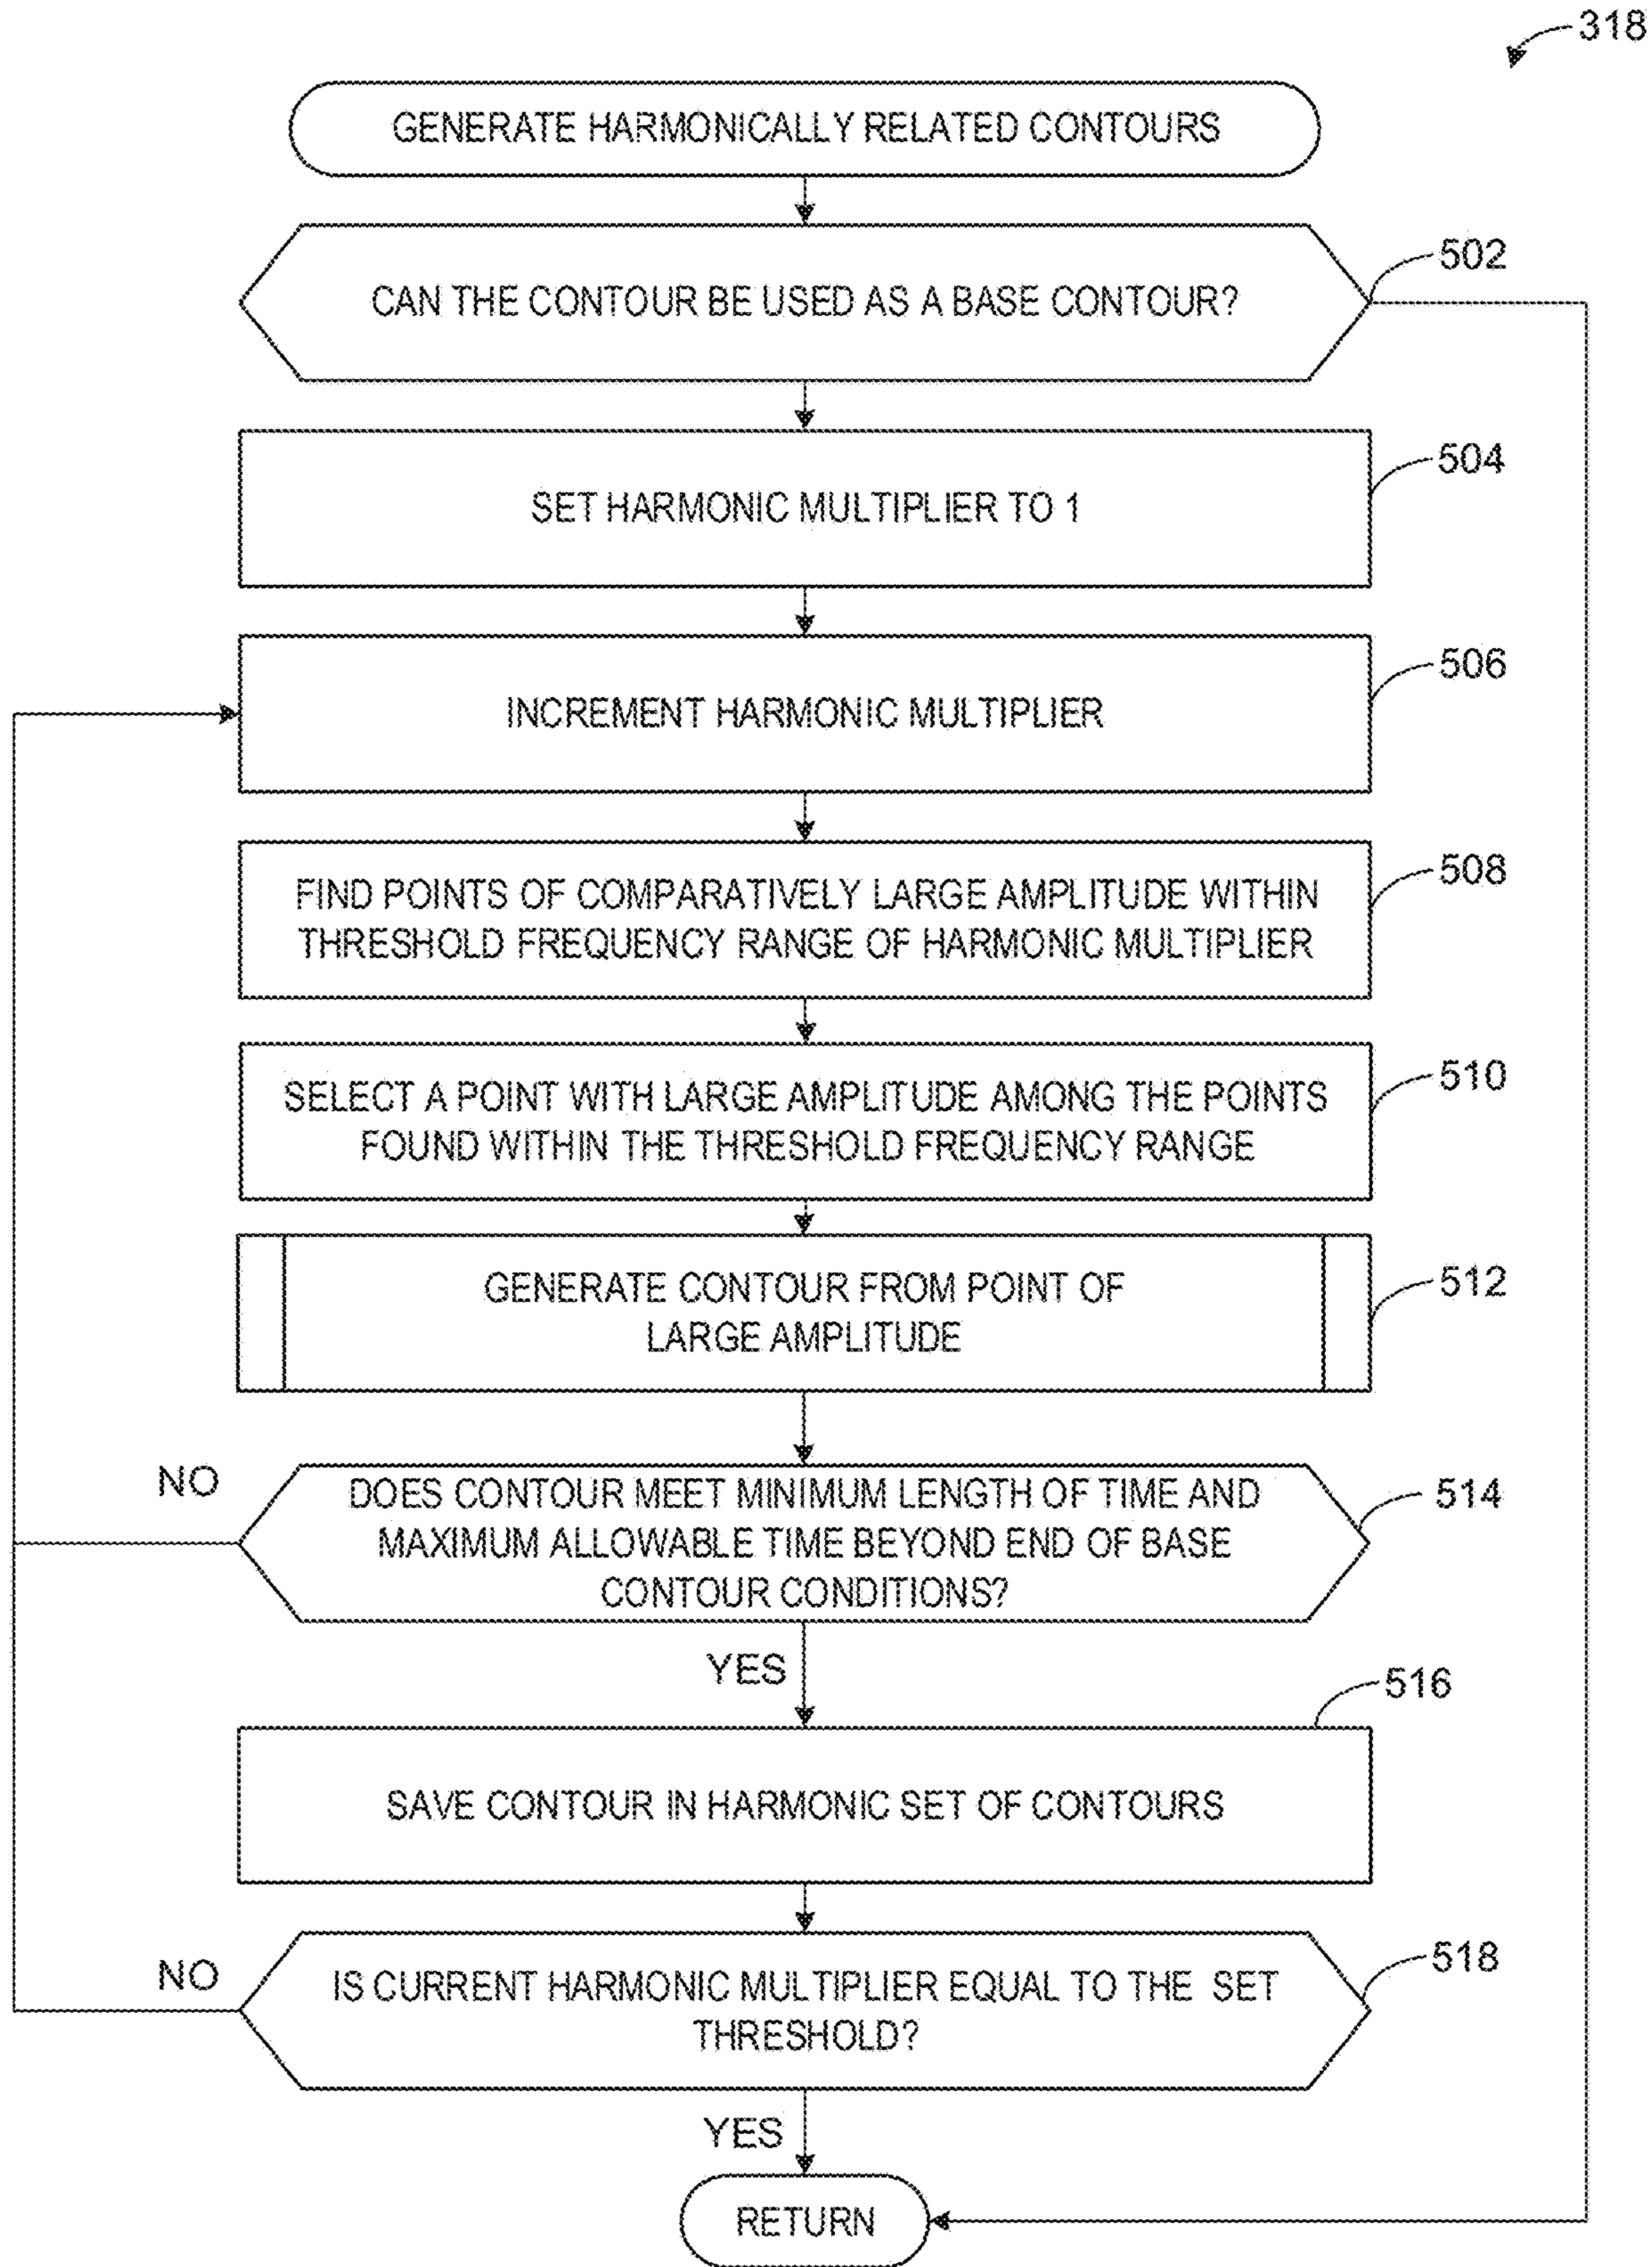 318
GENERATE HARMONICALLY RELATED CONTOURS
502
CAN THE CONTOUR BE USED AS A BASE CONTOUR?
504
SET HARMONIC MULTIPLIER TO 1
506
INCREMENT HARMONIC MULTIPLIER
508
FIND POINTS OF COMPARATIVELY LARGE AMPLITUDE WITHIN
THRESHOLD FREQUENCY RANGE OF HARMONIC MULTIPLIER
510
SELECT A POINT WITH LARGE AMPLITUDE AMONG THE POINTS
FOUND WITHIN THE THRESHOLD FREQUENCY RANGE
512
GENERATE CONTOUR FROM POINT OF
LARGE AMPLITUDE
NO
514
DOES CONTOUR MEET MINIMUM LENGTH OF TIME AND
MAXIMUM ALLOWABLE TIME BEYOND END OF BASE
CONTOUR CONDITIONS?
YES
516
SAVE CONTOUR IN HARMONIC SET OF CONTOURS
NO
518
IS CURRENT HARMONIC MULTIPLIER EQUAL TO THE SET
THRESHOLD?
YES
RETURN